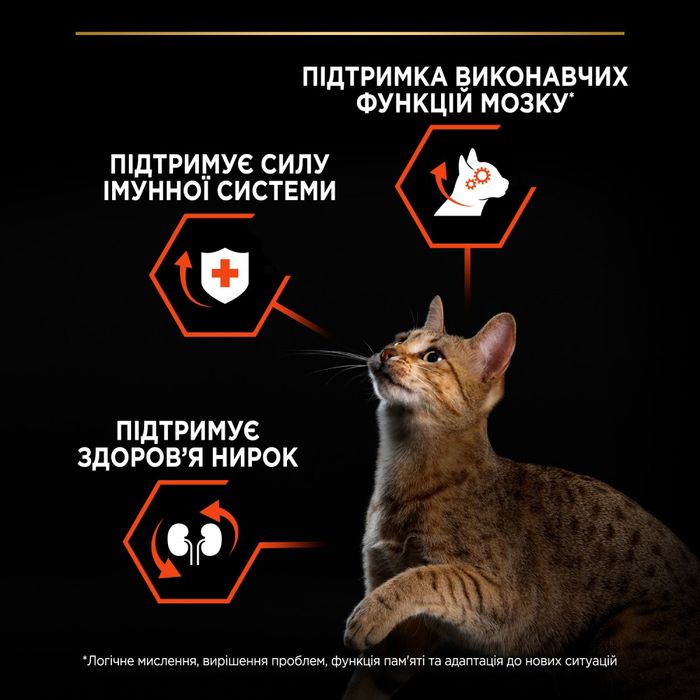 ПІДТРИМКА ВИКОНАВЧИХ
ФУНКЦІЙ МОЗКУ*
ПІДТРИМУЄ СИЛУ
ІМУННОЇ СИСТЕМИ
ПІДТРИМУЄ
ЗДОРОВ'Я НИРОК
*Логічне мислення, вирішення проблем, функція пам'яті та адаптація до нових ситуацій